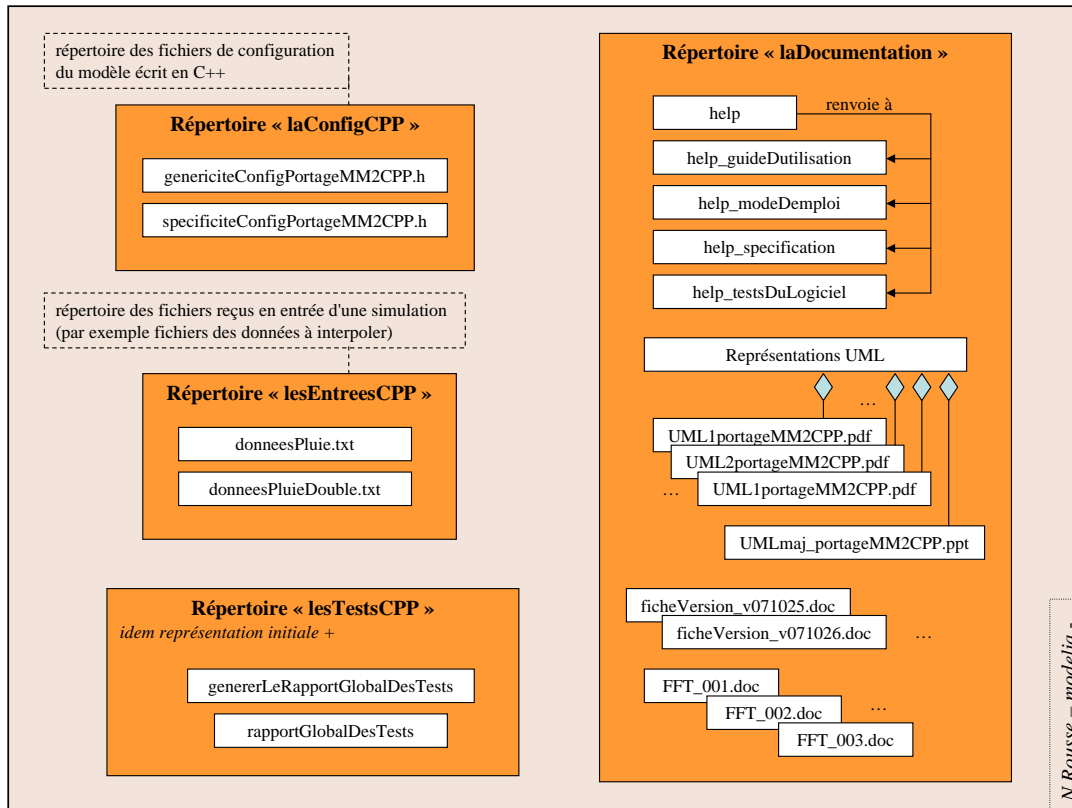 répertoire des fichiers de configuration
du modèle écrit en C++
Répertoire « laConfigCPP »
genericiteConfigPortageMM2CPP.h
specificiteConfigPortageMM2CPP.h
répertoire des fichiers reçus en entrée d'une simulation
(par exemple fichiers des données à interpoler)
Répertoire « lesEntreesCPP »
donneesPluie.txt
donneesPluieDouble.txt
Répertoire « lesTestsCPP »
idem représentation initiale +
genererLeRapportGlobalDesTests
rapportGlobalDesTests
Répertoire « laDocumentation »
help
renvoie à
help_guideDutilisation
help_modeDemploi
help_specification
help_testsDuLogiciel
Représentations UML
…
UML1portageMM2CPP.pdf
UML2portageMM2CPP.pdf
… UML1portageMM2CPP.pdf
UMLmaj_portageMM2CPP.ppt
ficheVersion_v071025.doc
ficheVersion_v071026.doc …
FFT_001.doc
FFT_002.doc …
FFT_003.doc
N.Rousse – modelia -